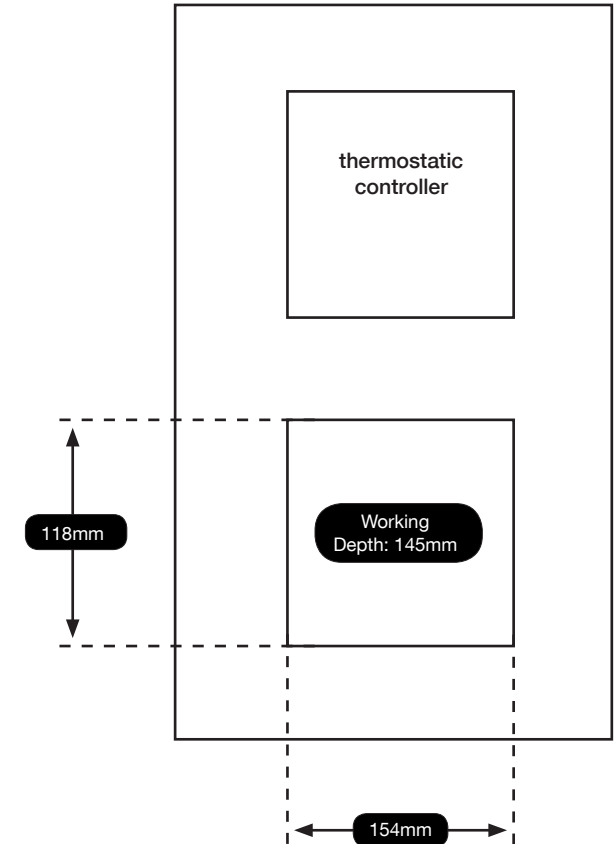 thermostatic
controller
118mm
Working
Depth: 145mm
154mm